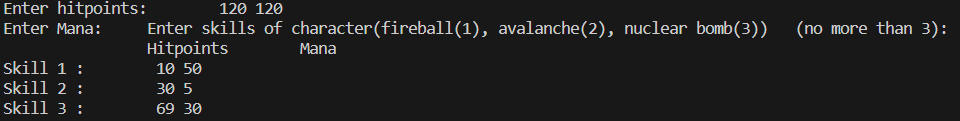 Enter hitpoints:        120 120
Enter Mana:     Enter skills of character(fireball(1), avalanche(2), nuclear bomb(3))   (no more than 3):
                Hitpoints        Mana
Skill 1 :        10 50
Skill 2 :        30 5
Skill 3 :        69 30